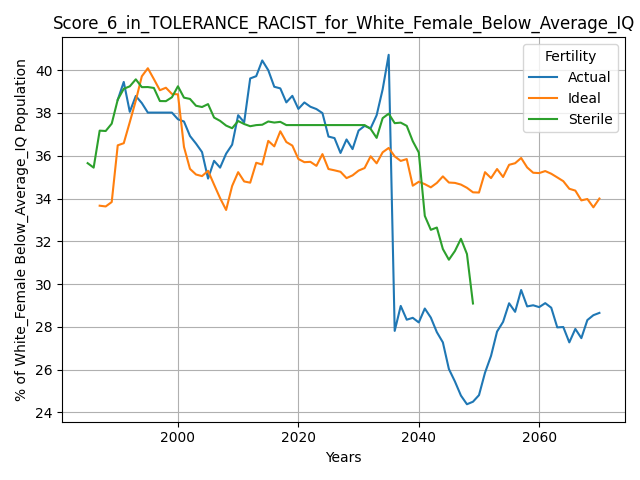 Score_6_in_TOLERANCE_RACIST_for_White_Female_Below_Average_IQ
Fertility
Actual
Ideal
Sterile
% of White_Female Below_Average_IQ Population
40
38
36
34
32
30
28
26
24
2000
2020
2040
2060
Years